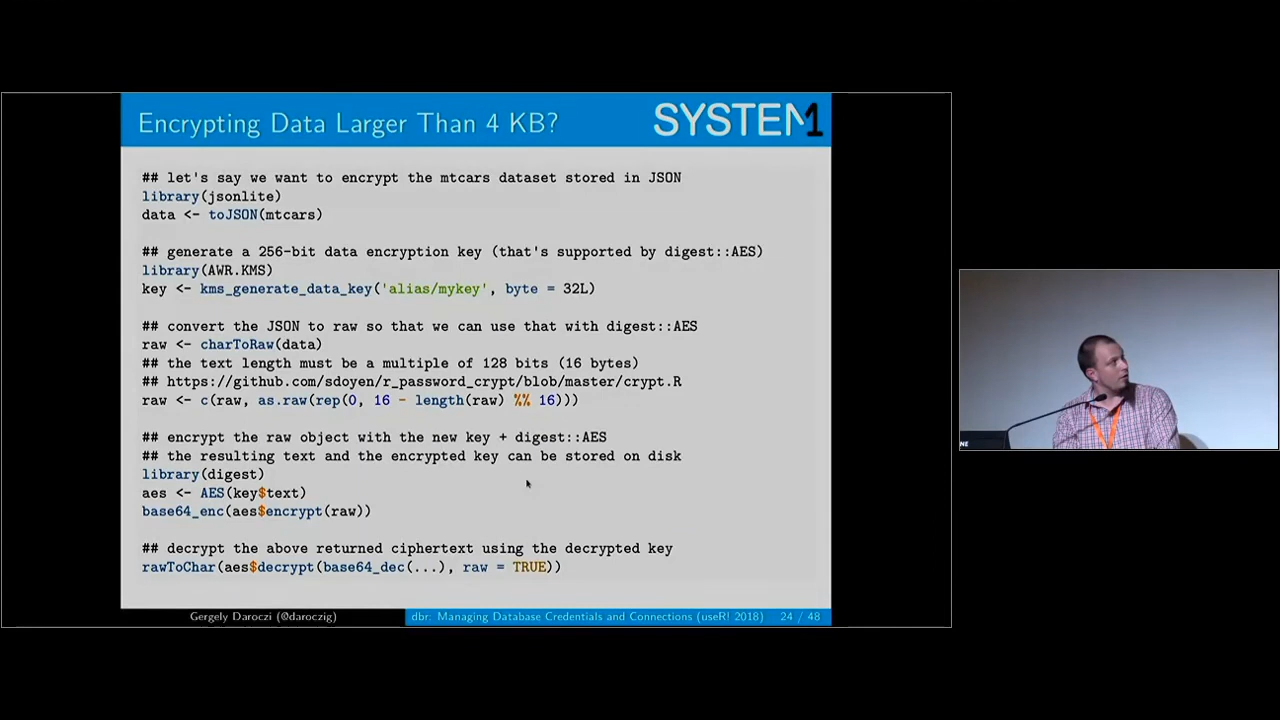 Encrypting Data Larger Than 4 KB?
SYSTEM1
## let's say we want to encrypt the mtcars dataset stored in JSON
library(jsonlite)
data <- toJSON(mtcars)
## generate a 256-bit data encryption key (that's supported by digest::AES)
library(AWR.KMS)
key <- kms_generate_data_key('alias/mykey', byte = 32L)
## convert the JSON to raw so that we can use that with digest::AES
raw <- charToRaw(data)
## the text length must be a multiple of 128 bits (16 bytes)
## https://github.com/sdoyen/r_password_crypt/blob/master/crypt.R
raw <- c(raw, as.raw(rep(0, 16 - length(raw) %% 16)))
## encrypt the raw object with the new key + digest::AES
## the resulting text and the encrypted key can be stored on disk
library(digest)
aes <- AES(key$text)
base64_enc(aes$encrypt(raw))
## decrypt the above returned ciphertext using the decrypted key
rawToChar(aes$decrypt(base64_dec(...), raw = TRUE))
Gergely Daroczi (@daroczig)
dbr: Managing Database Credentials and Connections (useR! 2018)
24 / 48